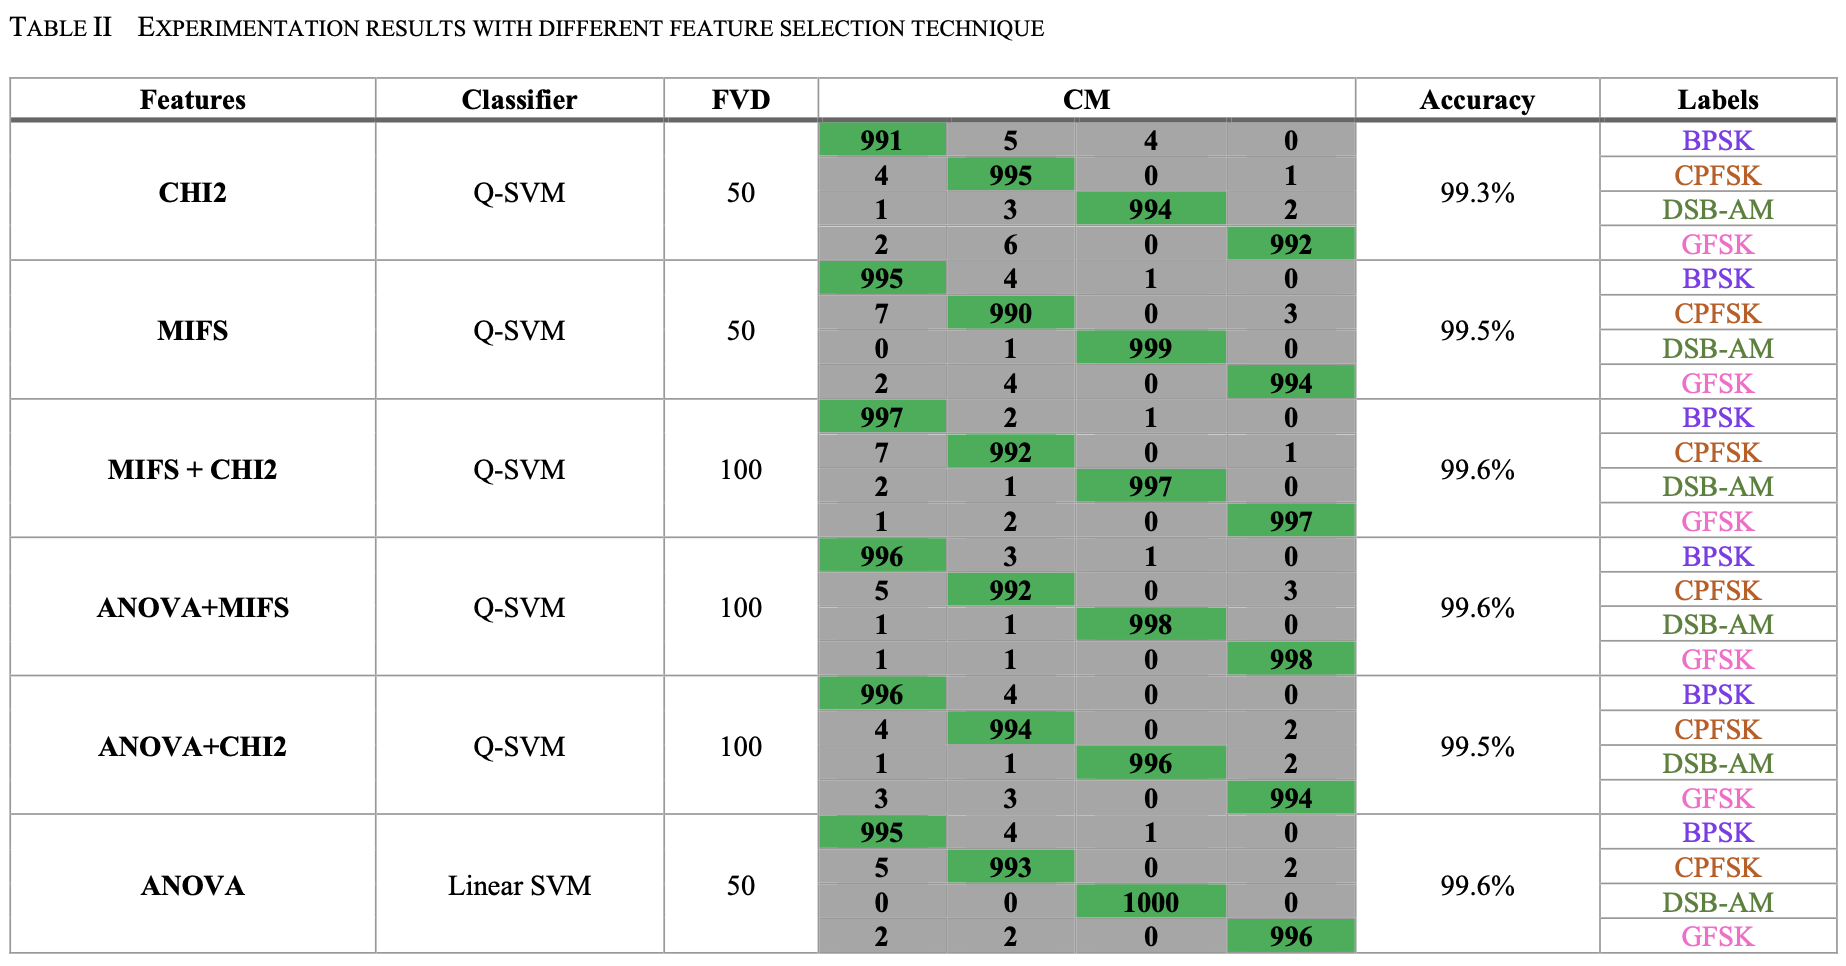 TABLE II EXPERIMENTATION RESULTS WITH DIFFERENT FEATURE SELECTION TECHNIQUE
Features Classifier FVD CM Accuracy Labels
991 5 4 0 BPSK
4 995 0 1 CPFSK
CHI2 Q-SVM 50 99.3%
1 3 994 2 DSB-AM
2 6 0 992 GFSK
995 4 1 0 BPSK
7 990 0 3 CPFSK
MIFS Q-SVM 50 99.5%
0 1 999 0 DSB-AM
2 4 0 994 GFSK
997 2 1 0 BPSK
7 992 0 1 CPFSK
MIFS + CHI2 Q-SVM 100 99.6%
2 1 997 0 DSB-AM
1 2 0 997 GFSK
996 3 1 0 BPSK
5 992 0 3 CPFSK
ANOVA+MIFS Q-SVM 100 99.6%
1 1 998 0 DSB-AM
1 1 0 998 GFSK
996 4 0 0 BPSK
4 994 0 2 CPFSK
ANOVA+CHI2 Q-SVM 100 99.5%
1 1 996 2 DSB-AM
3 3 0 994 GFSK
995 4 1 0 BPSK
5 993 0 2 CPFSK
ANOVA Linear SVM 50 99.6%
0 0 1000 0 DSB-AM
2 2 0 996 GFSK